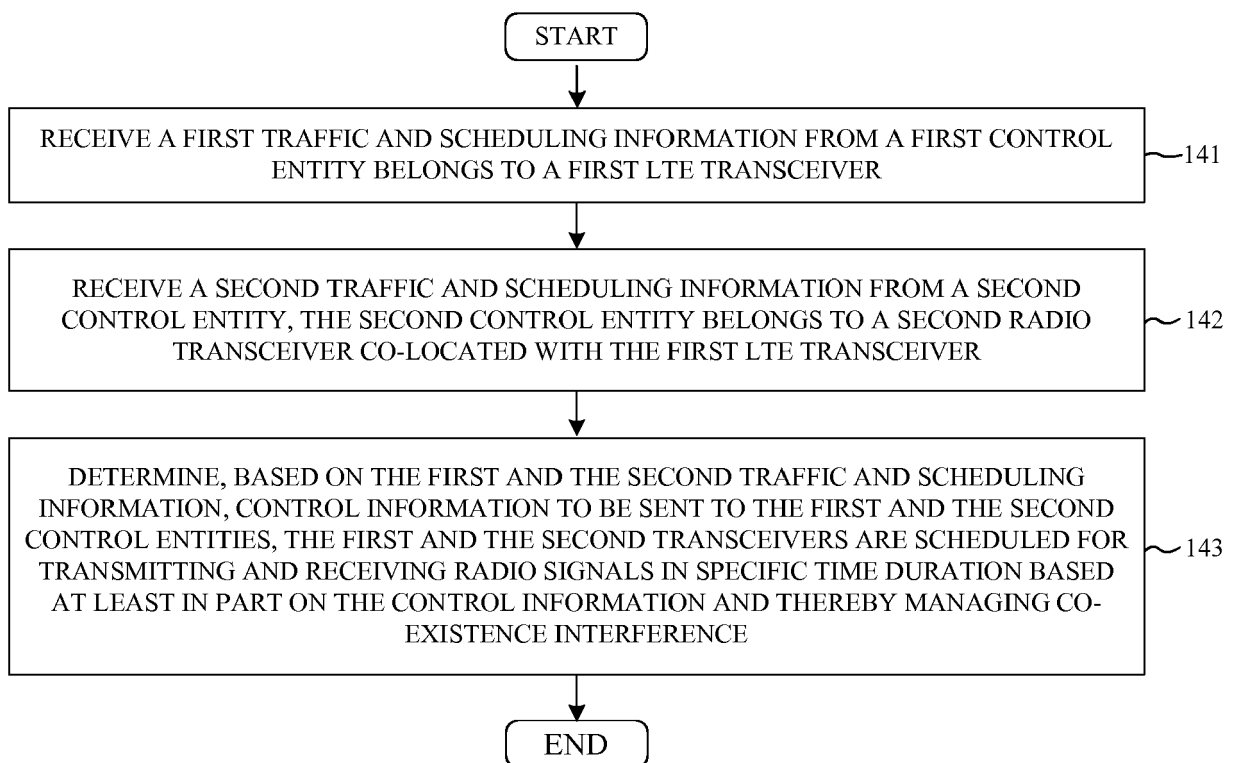 START
RECEIVE A FIRST TRAFFIC AND SCHEDULING INFORMATION FROM A FIRST CONTROL
ENTITY BELONGS TO A FIRST LTE TRANSCEIVER
141
RECEIVE A SECOND TRAFFIC AND SCHEDULING INFORMATION FROM A SECOND
CONTROL ENTITY, THE SECOND CONTROL ENTITY BELONGS TO A SECOND RADIO
TRANSCEIVER CO-LOCATED WITH THE FIRST LTE TRANSCEIVER
142
DETERMINE, BASED ON THE FIRST AND THE SECOND TRAFFIC AND SCHEDULING
INFORMATION, CONTROL INFORMATION TO BE SENT TO THE FIRST AND THE SECOND
CONTROL ENTITIES, THE FIRST AND THE SECOND TRANSCEIVERS ARE SCHEDULED FOR
TRANSMITTING AND RECEIVING RADIO SIGNALS IN SPECIFIC TIME DURATION BASED
AT LEAST IN PART ON THE CONTROL INFORMATION AND THEREBY MANAGING CO-
EXISTENCE INTERFERENCE
143
END